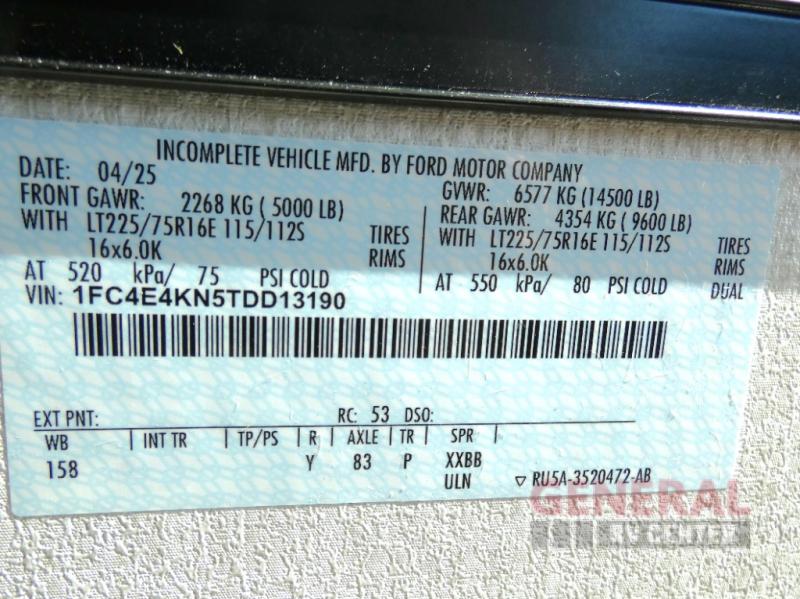 INCOMPLETE VEHICLE MFD. BY FORD MOTOR COMPANY
DATE: 04/25 GVWR: 6577 KG (14500 LB)
FRONT GAWR: 2268 KG ( 5000 LB) REAR GAWR: 4354 KG ( 9600 LB)
WITH LT225/75R16E 115/112S TIRES WITH LT225/75R16E 115/112S TIRES
16x6.0K RIMS 16x6.0K RIMS
AT 520 kPa/ 75 PSI COLD AT 550 kPa/ 80 PSI COLD DUAL
VIN: 1FC4E4KN5TDD13190
EXT PNT: RC: 53 DSO:
WB INT TR TP/PS R AXLE TR SPR
158 Y 83 P XXBB
ULN RU5A-3520472-AB
GENERAL
RV CENTER